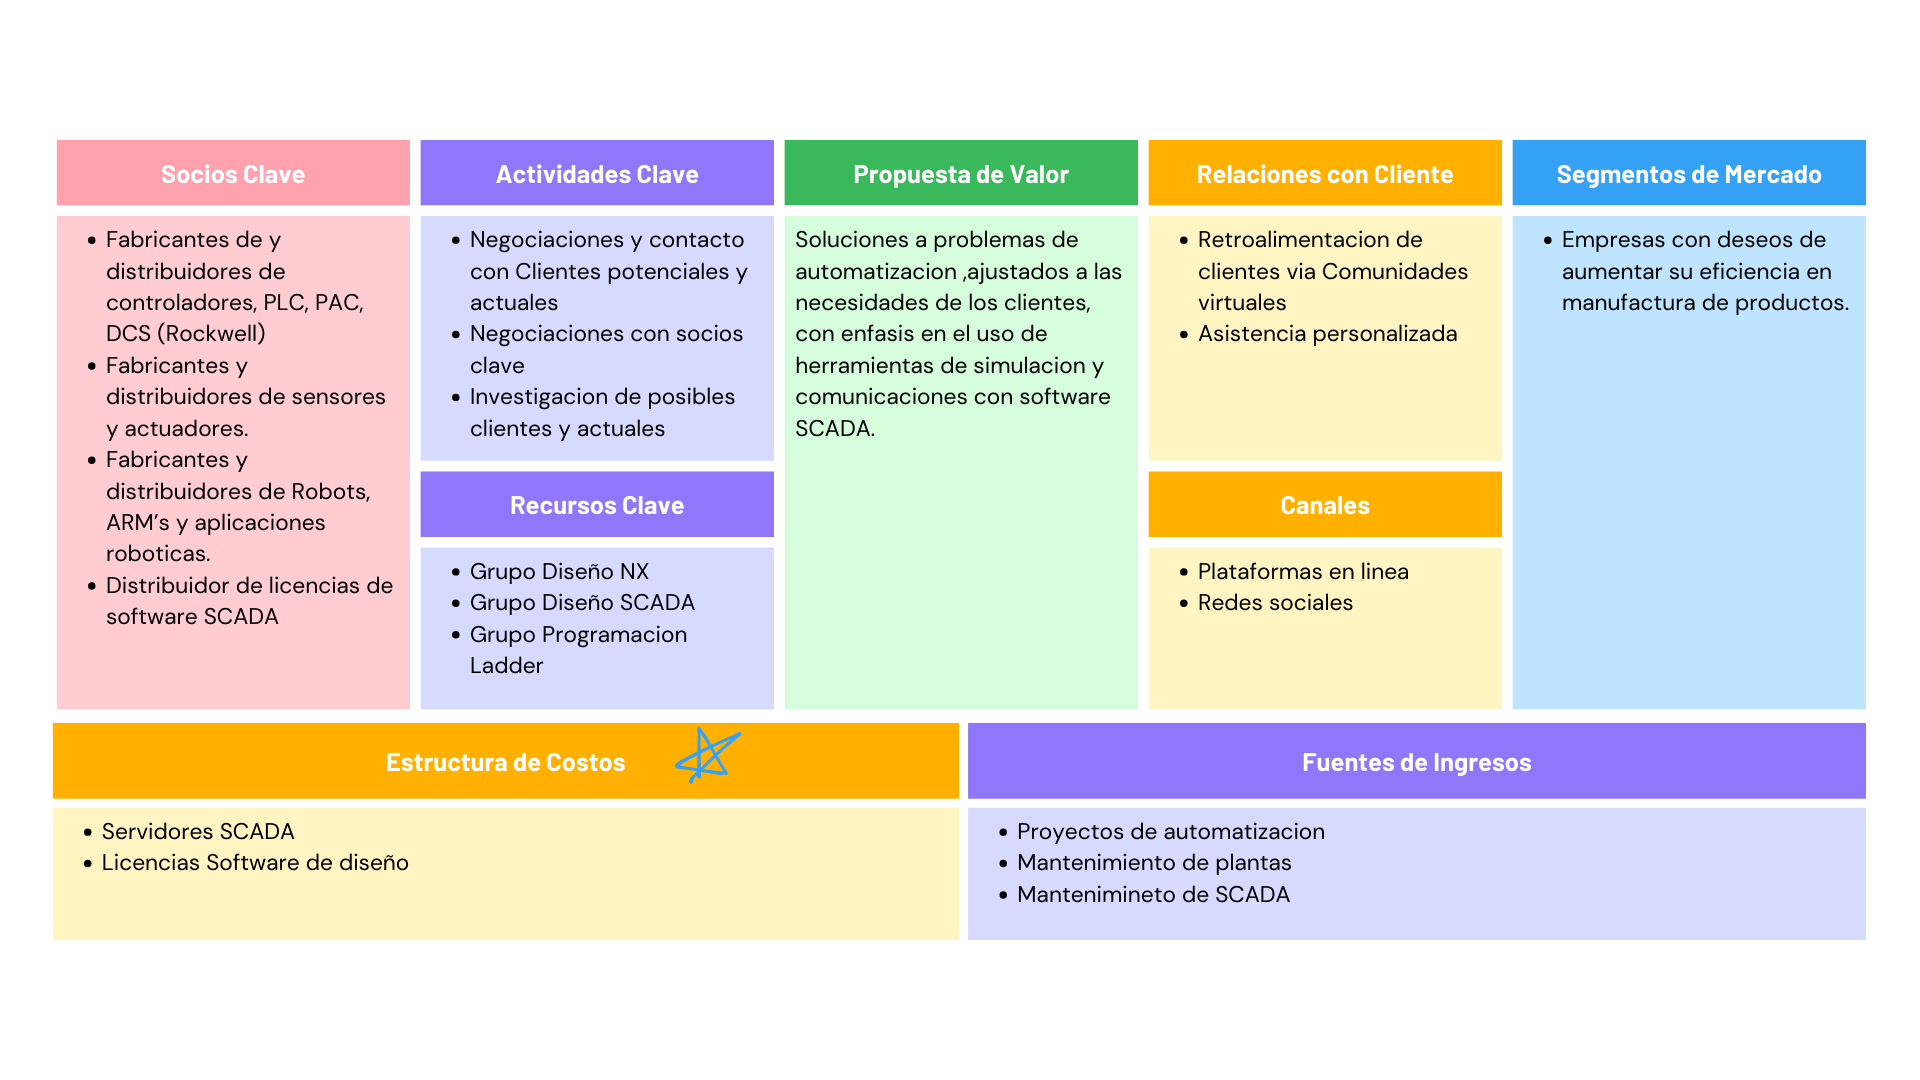 Socios Clave
Fabricantes de y
distribuidores de
controladores, PLC, PAC,
DCS (Rockwell)
Fabricantes y
distribuidores de sensores
y actuadores.
Fabricantes y
distribuidores de Robots,
ARM's y aplicaciones
roboticas.
Distribuidor de licencias de
software SCADA
Actividades Clave
Negociaciones y contacto
con Clientes potenciales y
actuales
Negociaciones con socios
clave
Investigacion de posibles
clientes y actuales
Recursos Clave
Grupo Diseño NX
Grupo Diseño SCADA
Grupo Programacion
Ladder
Propuesta de Valor
Soluciones a problemas de
automatizacion ,ajustados a las
necesidades de los clientes,
con enfasis en el uso de
herramientas de simulacion y
comunicaciones con software
SCADA.
Relaciones con Cliente
Retroalimentacion de
clientes via Comunidades
virtuales
Asistencia personalizada
Canales
Plataformas en linea
Redes sociales
Segmentos de Mercado
Empresas con deseos de
aumentar su eficiencia en
manufactura de productos.
Estructura de Costos
Servidores SCADA
Licencias Software de diseño
Fuentes de Ingresos
Proyectos de automatizacion
Mantenimiento de plantas
Mantenimineto de SCADA